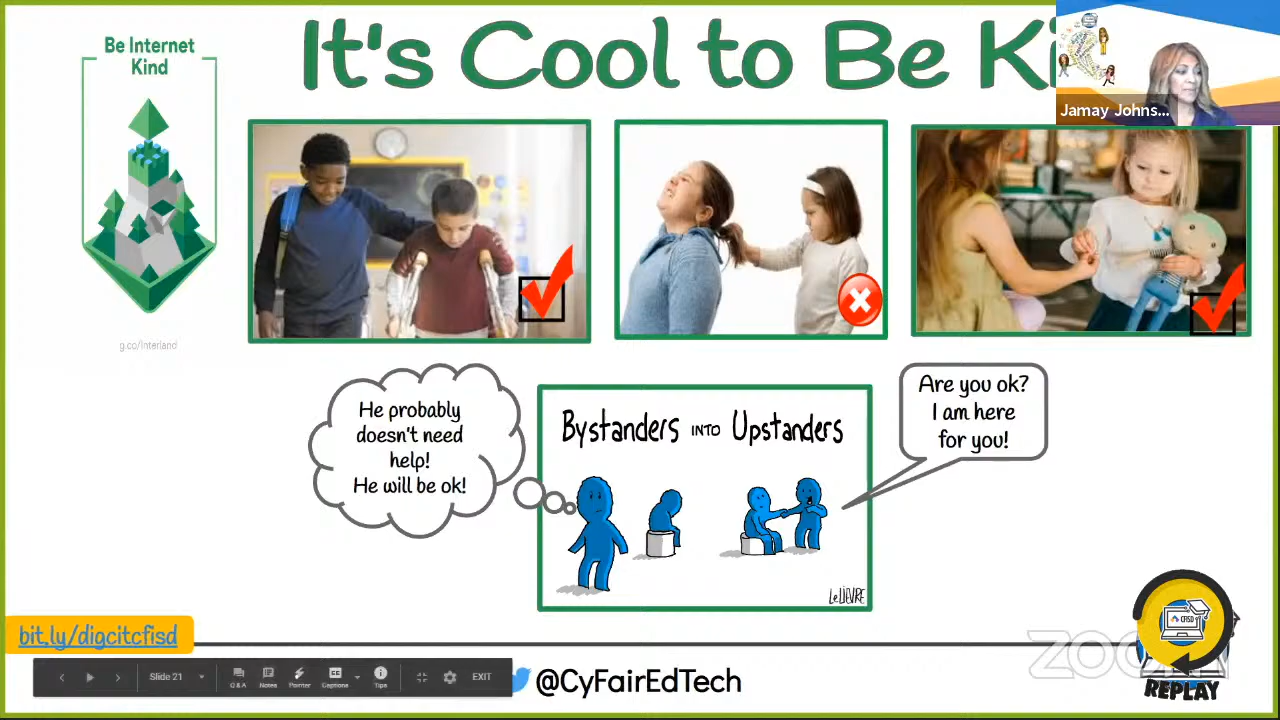 Be Internet
Kind
It's Cool to Be Ki
Jamay Johns...
g.co/Interland
He probably
doesn't need
help!
He will be ok!
Bystanders INTO Upstanders
Are you ok?
I am here
for you!
LeLIÈVRE
bit.ly/digcitcfisd
Slide 21
Q & A
Notes
Pointer
Captions
Tips
EXIT
@CyFairEdTech
CFISD
REPLAY